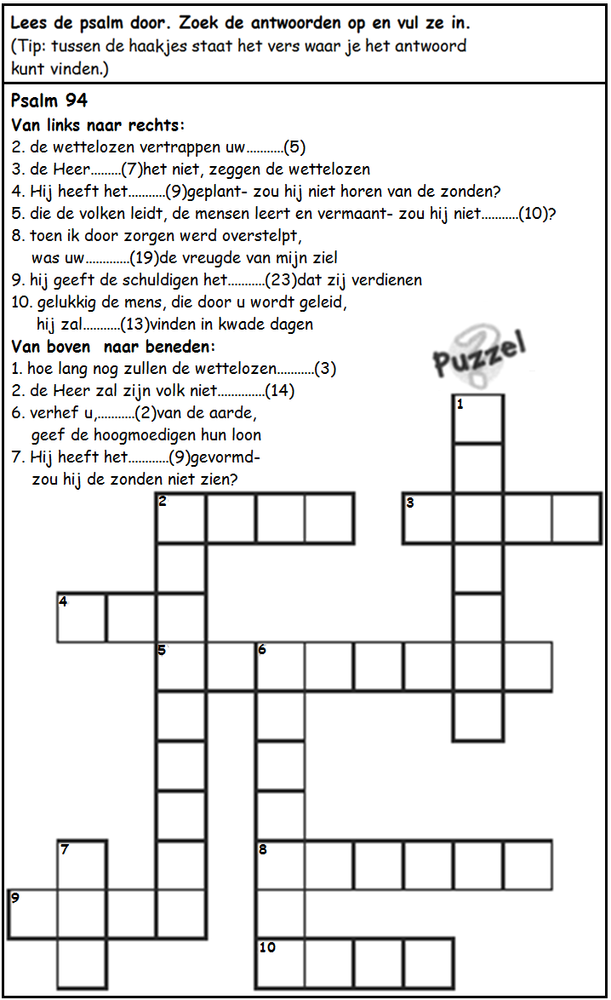 Lees de psalm door. Zoek de antwoorden op en vul ze in.
(Tip: tussen de haakjes staat het vers waar je het antwoord
kunt vinden.)
Psalm 94
Van links naar rechts:
2. de wettelozen vertrappen uw...........(5)
3. de Heer.........(7)het niet, zeggen de wettelozen
4. Hij heeft het...........(9)geplant- zou hij niet horen van de zonden?
5. die de volken leidt, de mensen leert en vermaant- zou hij niet...........(10)?
8. toen ik door zorgen werd overstelpt,
was uw.............(19)de vreugde van mijn ziel
9. hij geeft de schuldigen het...........(23)dat zij verdienen
10. gelukkig de mens, die door u wordt geleid,
hij zal...........(13)vinden in kwade dagen
Van boven naar beneden:
1. hoe lang nog zullen de wettelozen...........(3)
2. de Heer zal zijn volk niet..............(14)
6. verhef u,...........(2)van de aarde,
geef de hoogmoedigen hun loon
7. Hij heeft het............(9)gevormd-
zou hij de zonden niet zien?
?
Puzzel
1
2
3
4
5
6
7
8
9
10